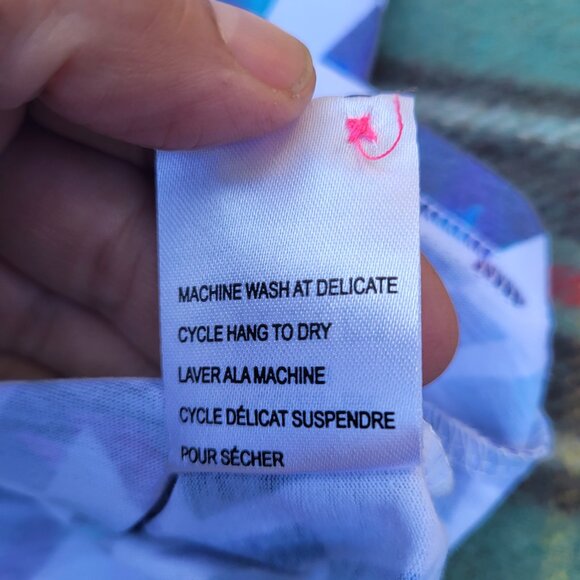 MACHINE WASH AT DELICATE
CYCLE HANG TO DRY
LAVER ALA MACHINE
CYCLE DÉLICAT SUSPENDRE
POUR SÉCHER